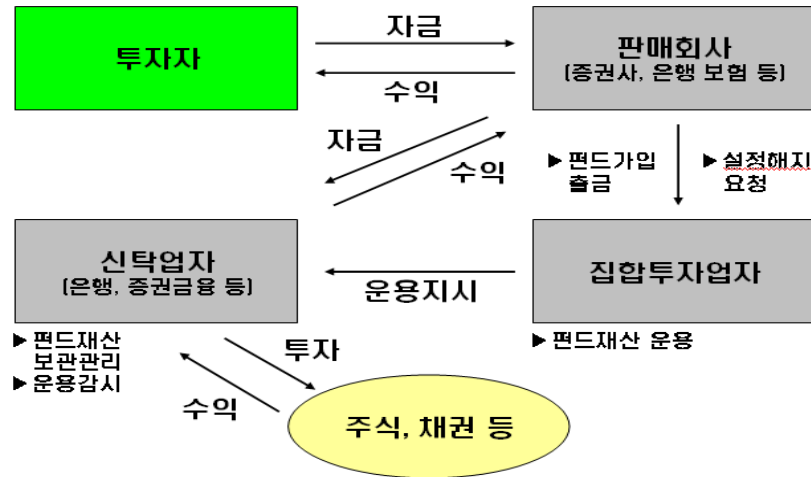 자금
투자자
판매회사
(증권사, 은행 보험 등)
수익
자금
수익
▶ 펀드가입
출금
▶ 설정해지
요청
신탁업자
(은행, 증권금융 등)
집합투자업자
운용지시
▶ 펀드재산
보관관리
▶ 운용감시
▶ 펀드재산 운용
투자
수익
주식, 채권 등